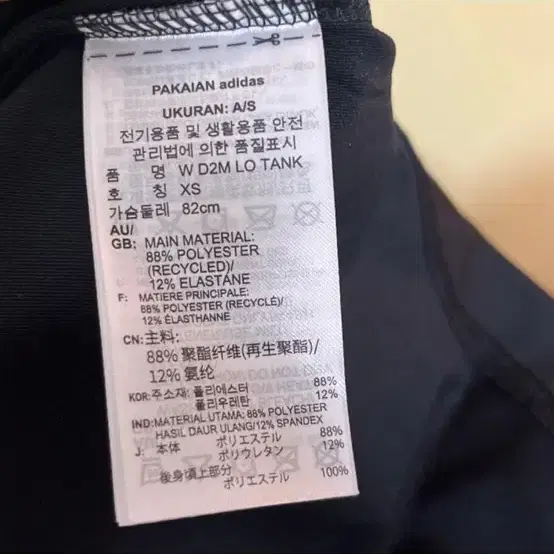 PAKAIAN adidas
UKURAN: A/S
전기용품 및 생활용품 안전
관리법에 의한 품질표시
품 명 W D2M LO TANK
호 칭 XS
가슴둘레 82cm
AU/
GB: MAIN MATERIAL:
88% POLYESTER
(RECYCLED)/
12% ELASTANE
F: MATIERE PRINCIPALE:
88% POLYESTER (RECYCLÉ)/
12% ÉLASTHANNE
CN: 主料:
88% 聚酯纤维(再生聚酯)/
12% 氨纶
KOR: 주소재: 폴리에스터 88%
폴리우레탄 12%
IND: MATERIAL UTAMA: 88% POLYESTER
HASIL DAUR ULANG/12% SPANDEX
J: 本体 ポリエステル 88%
ポリウレタン 12%
後身頃上部分
ポリエステル 100%